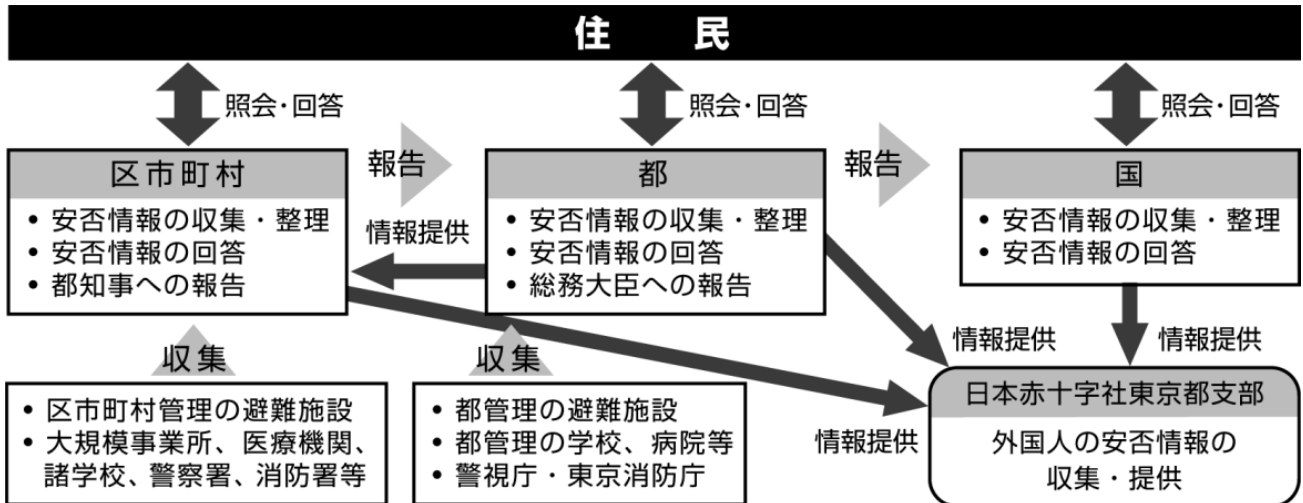 住民
照会・回答
照会・回答
照会・回答
区市町村
・安否情報の収集・整理
・安否情報の回答
・都知事への報告
報告
情報提供
都
・安否情報の収集・整理
・安否情報の回答
・総務大臣への報告
報告
国
・安否情報の収集・整理
・安否情報の回答
収集
・区市町村管理の避難施設
・大規模事業所、医療機関、
諸学校、警察署、消防署等
収集
・都管理の避難施設
・都管理の学校、病院等
・警視庁・東京消防庁
情報提供
情報提供
情報提供
日本赤十字社東京都支部
外国人の安否情報の
収集・提供